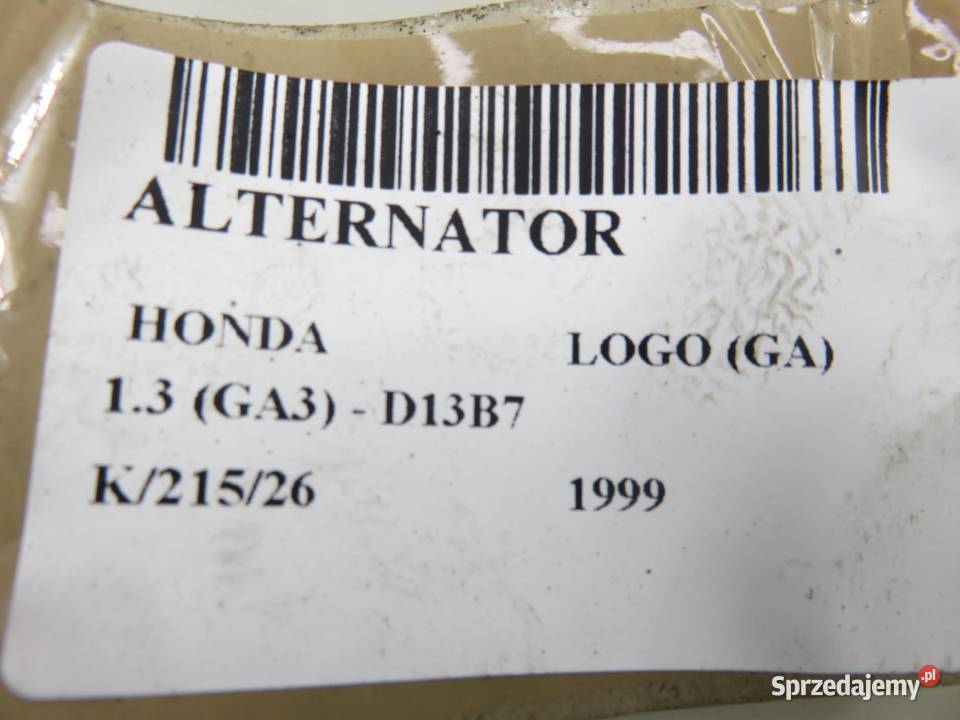 ALTERNATOR
HONDA LOGO (GA)
1.3 (GA3) - D13B7
K/215/26 1999
Sprzedajemy.pl